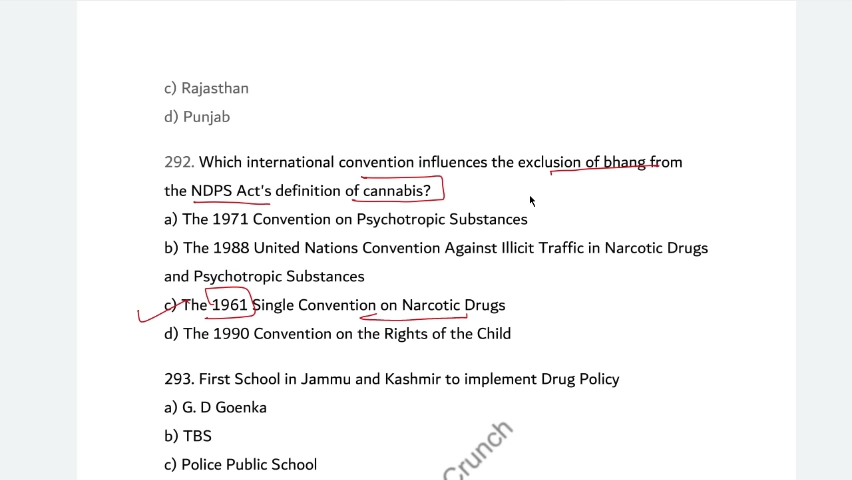 c) Rajasthan
d) Punjab
292. Which international convention influences the exclusion of bhang from
the NDPS Act's definition of cannabis?
a) The 1971 Convention on Psychotropic Substances
b) The 1988 United Nations Convention Against Illicit Traffic in Narcotic Drugs
and Psychotropic Substances
c) The 1961 Single Convention on Narcotic Drugs
d) The 1990 Convention on the Rights of the Child
293. First School in Jammu and Kashmir to implement Drug Policy
a) G. D Goenka
b) TBS
c) Police Public School
Crunch